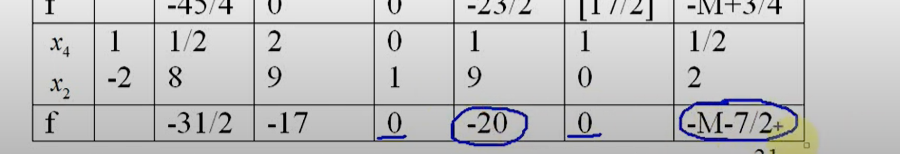 f -45/4 0 0 -23/2 [17/2] -M+3/4
x₄ 1 1/2 2 0 1 1 1/2
x₂ -2 8 9 1 9 0 2
f -31/2 -17 0 -20 0 -M-7/2+